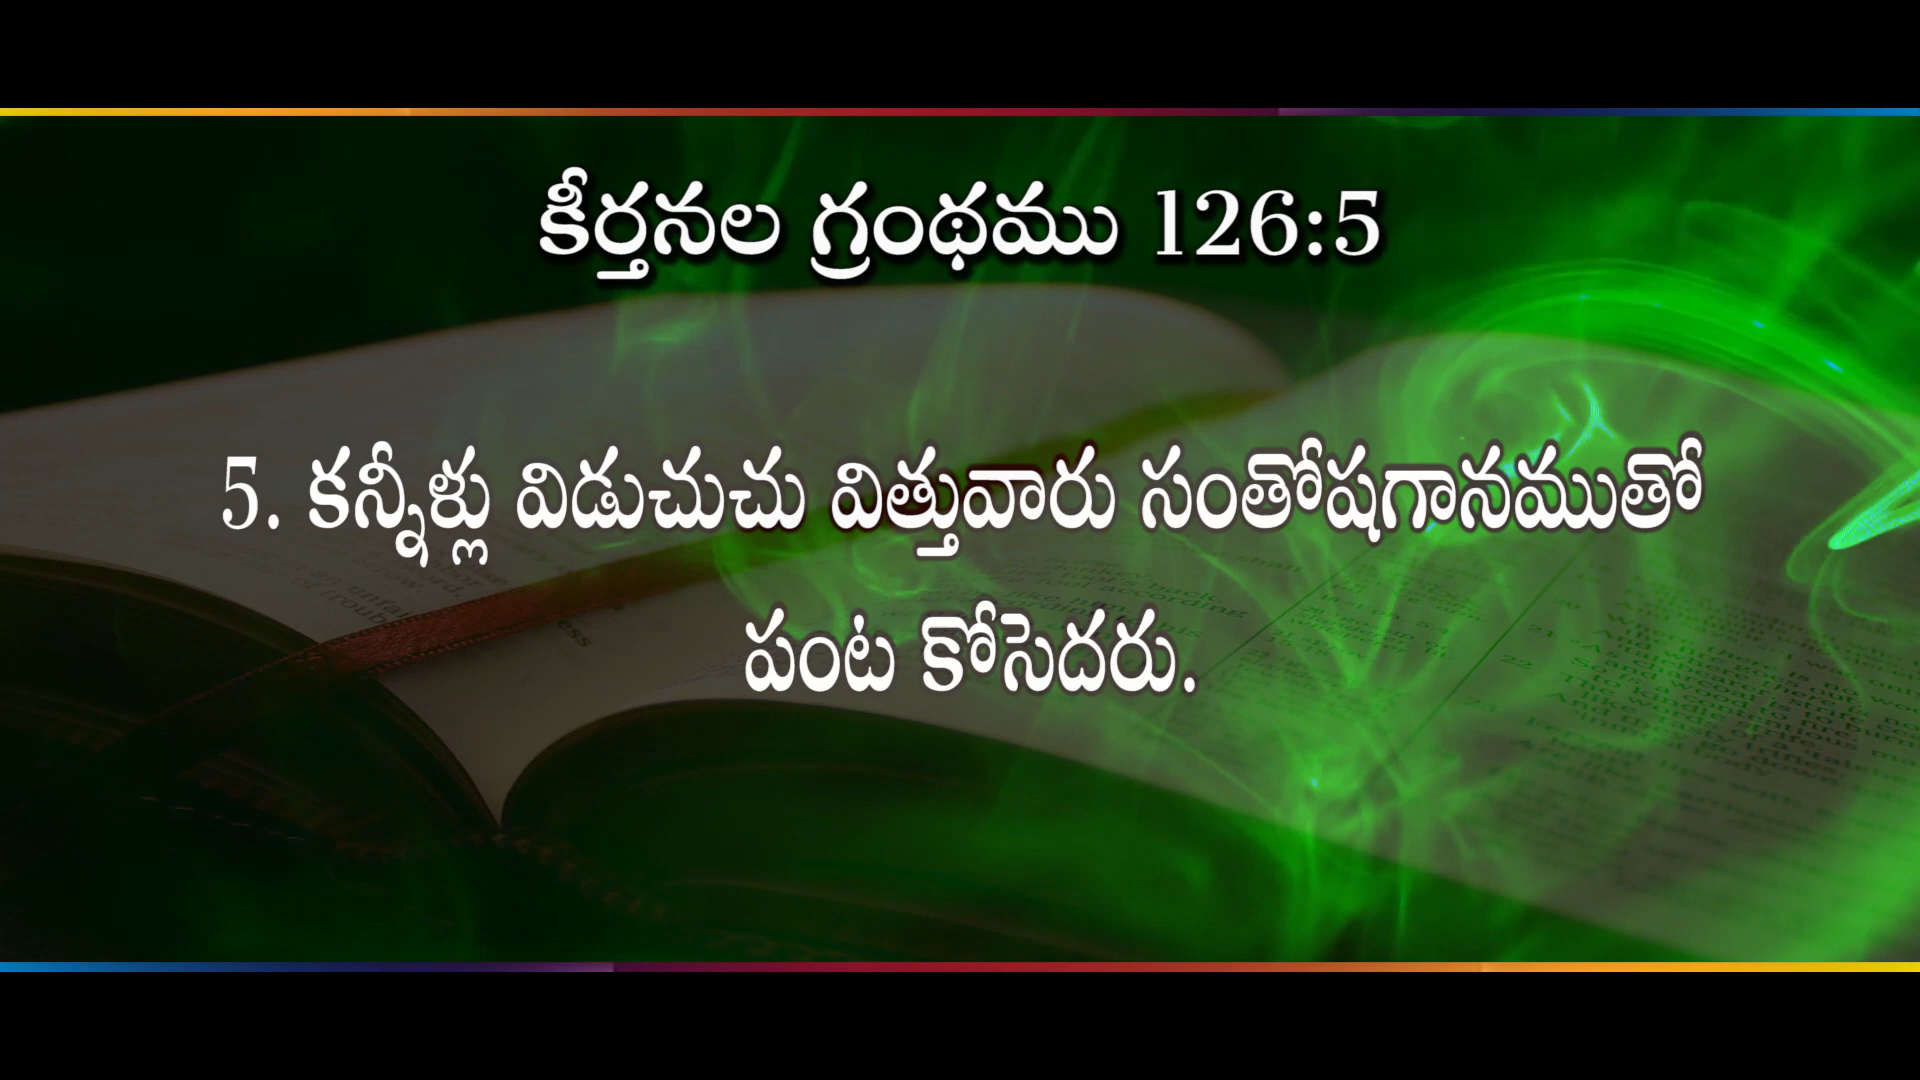 కీర్తనల గ్రంథము 126:5
5. కన్నీళ్లు విడుచుచు విత్తువారు సంతోషగానముతో
పంట కోసెదరు.